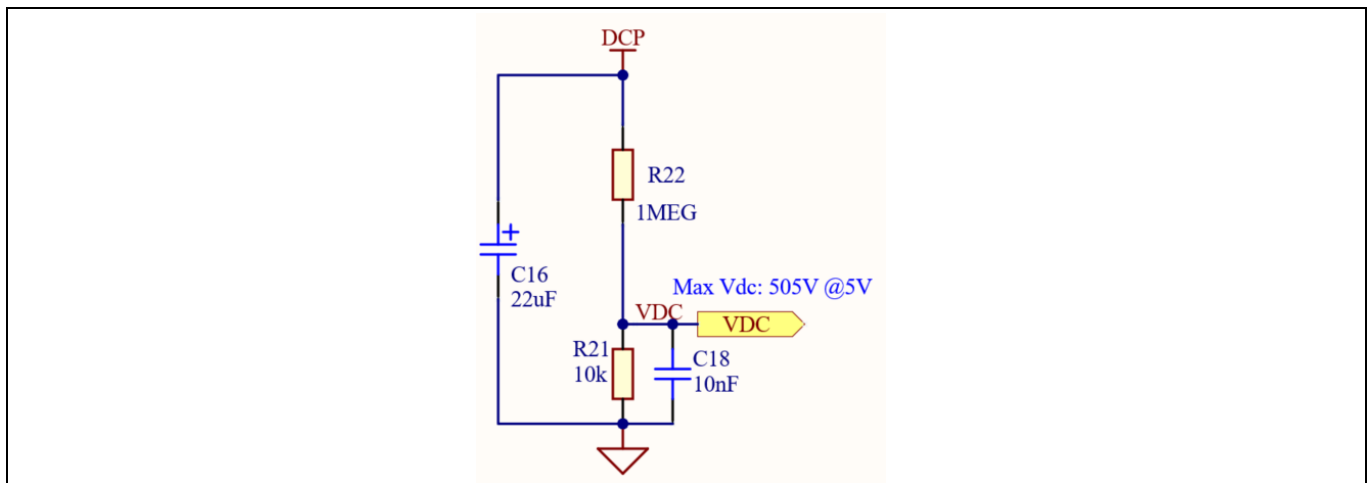 DCP
R22
1MEG
+
C16
22uF
Max Vdc: 505V @5V
VDC
VDC
R21
10k
C18
10nF